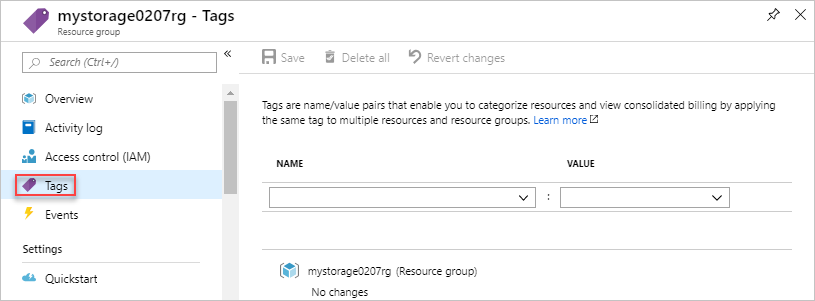 mystorage0207rg - Tags
Resource group
Search (Ctrl+/)
«
Overview
Activity log
Access control (IAM)
Tags
Events
Settings
Quickstart
Save Delete all Revert changes
Tags are name/value pairs that enable you to categorize resources and view consolidated billing by applying
the same tag to multiple resources and resource groups. Learn more
NAME VALUE
:
mystorage0207rg (Resource group)
No changes